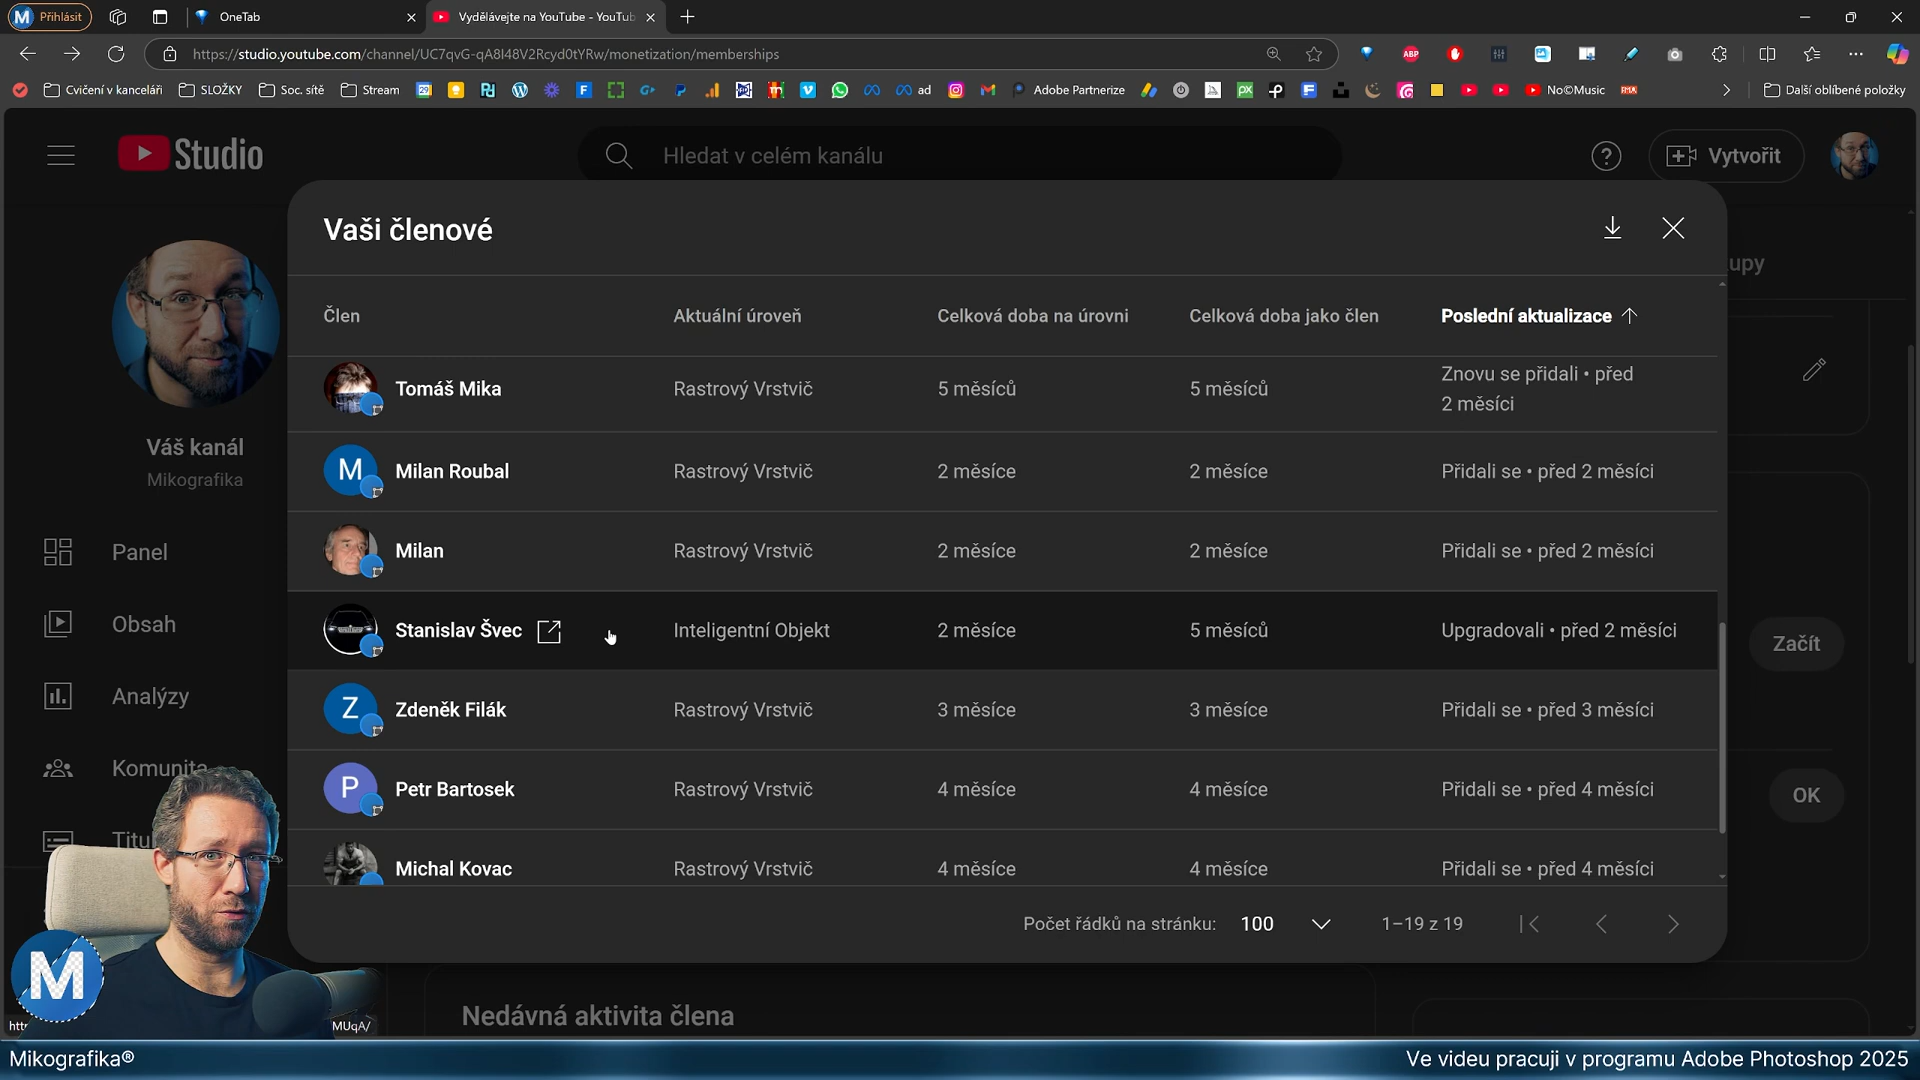 Přihlásit
OneTab
Vydělávejte na YouTube - YouTub
https://studio.youtube.com/channel/UC7qvG-qA8I48V2Rcyd0tYRw/monetization/memberships
Cvičení v kanceláři
SLOŽKY
Soc. sítě
Stream
ad
Adobe Partnerize
No©Music
Další oblíbené položky
Studio
Hledat v celém kanálu
Vytvořit
Vaši členové
upy
Člen
Aktuální úroveň
Celková doba na úrovni
Celková doba jako člen
Poslední aktualizace
Tomáš Mika
Rastrový Vrstvič
5 měsíců
5 měsíců
Znovu se přidali • před
2 měsíci
Váš kanál
Mikografika
M
Milan Roubal
Rastrový Vrstvič
2 měsíce
2 měsíce
Přidali se • před 2 měsíci
Panel
Milan
Rastrový Vrstvič
2 měsíce
2 měsíce
Přidali se • před 2 měsíci
Obsah
Stanislav Švec
Inteligentní Objekt
2 měsíce
5 měsíců
Upgradovali • před 2 měsíci
Začít
Analýzy
Z
Zdeněk Filák
Rastrový Vrstvič
3 měsíce
3 měsíce
Přidali se • před 3 měsíci
Komunita
P
Petr Bartosek
Rastrový Vrstvič
4 měsíce
4 měsíce
Přidali se • před 4 měsíci
OK
Titu
Michal Kovac
Rastrový Vrstvič
4 měsíce
4 měsíce
Přidali se • před 4 měsíci
Počet řádků na stránku:
100
1–19 z 19
M
Nedávná aktivita člena
htt
MUqA/
Mikografika®
Ve videu pracuji v programu Adobe Photoshop 2025